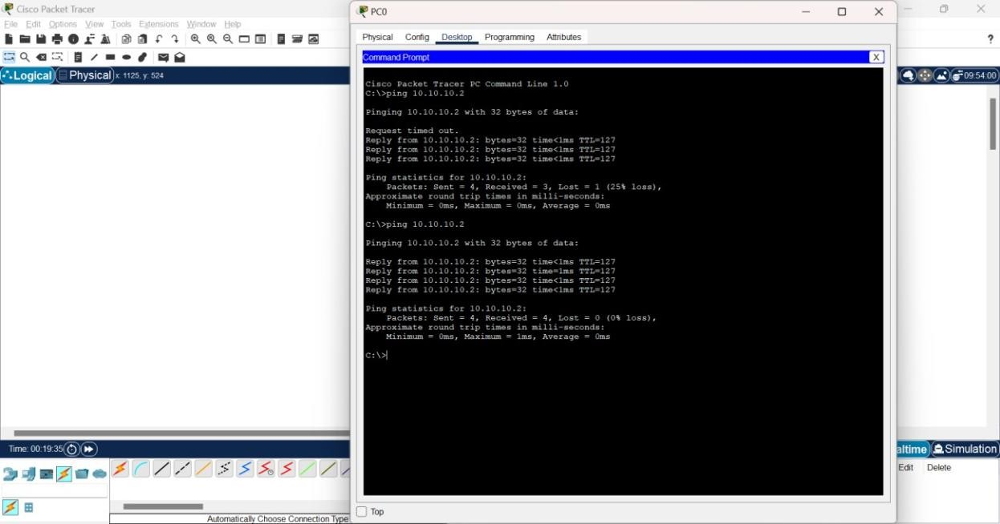 Cisco Packet Tracer
File Edit Options View Tools Extensions Window Help
Logical Physical x: 1125, y: 524
PC0
Physical Config Desktop Programming Attributes
Command Prompt X
Cisco Packet Tracer PC Command Line 1.0
C:\>ping 10.10.10.2
Pinging 10.10.10.2 with 32 bytes of data:
Request timed out.
Reply from 10.10.10.2: bytes=32 time<1ms TTL=127
Reply from 10.10.10.2: bytes=32 time<1ms TTL=127
Reply from 10.10.10.2: bytes=32 time<1ms TTL=127
Ping statistics for 10.10.10.2:
Packets: Sent = 4, Received = 3, Lost = 1 (25% loss),
Approximate round trip times in milli-seconds:
Minimum = 0ms, Maximum = 0ms, Average = 0ms
C:\>ping 10.10.10.2
Pinging 10.10.10.2 with 32 bytes of data:
Reply from 10.10.10.2: bytes=32 time<1ms TTL=127
Reply from 10.10.10.2: bytes=32 time=1ms TTL=127
Reply from 10.10.10.2: bytes=32 time<1ms TTL=127
Reply from 10.10.10.2: bytes=32 time<1ms TTL=127
Ping statistics for 10.10.10.2:
Packets: Sent = 4, Received = 4, Lost = 0 (0% loss),
Approximate round trip times in milli-seconds:
Minimum = 0ms, Maximum = 1ms, Average = 0ms
C:\>
Top
?
09:54:00
Time: 00:19:35
altime Simulation
Edit Delete
Automatically Choose Connection Type